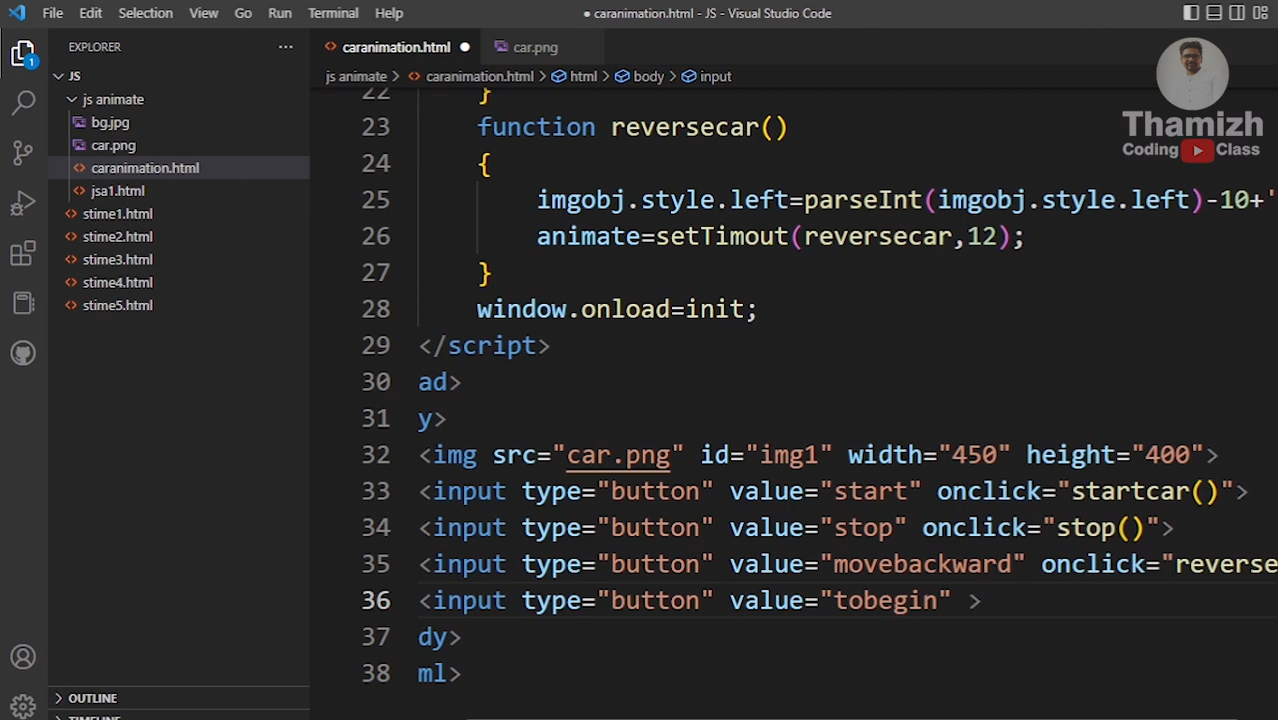 File Edit Selection View Go Run Terminal Help
● caranimation.html - JS - Visual Studio Code
EXPLORER ···
caranimation.html ●
car.png
js animate > caranimation.html > html > body > input
JS
js animate
bg.jpg
car.png
caranimation.html
jsa1.html
stime1.html
stime2.html
stime3.html
stime4.html
stime5.html
OUTLINE
TIMELINE
1
Thamizh
Coding Class
22 }
23 function reversecar()
24 {
25 imgobj.style.left=parseInt(imgobj.style.left)-10+'
26 animate=setTimout(reversecar,12);
27 }
28 window.onload=init;
29 </script>
30 ad>
31 y>
32 <img src="car.png" id="img1" width="450" height="400">
33 <input type="button" value="start" onclick="startcar()">
34 <input type="button" value="stop" onclick="stop()">
35 <input type="button" value="movebackward" onclick="reverse
36 <input type="button" value="tobegin" >
37 dy>
38 ml>